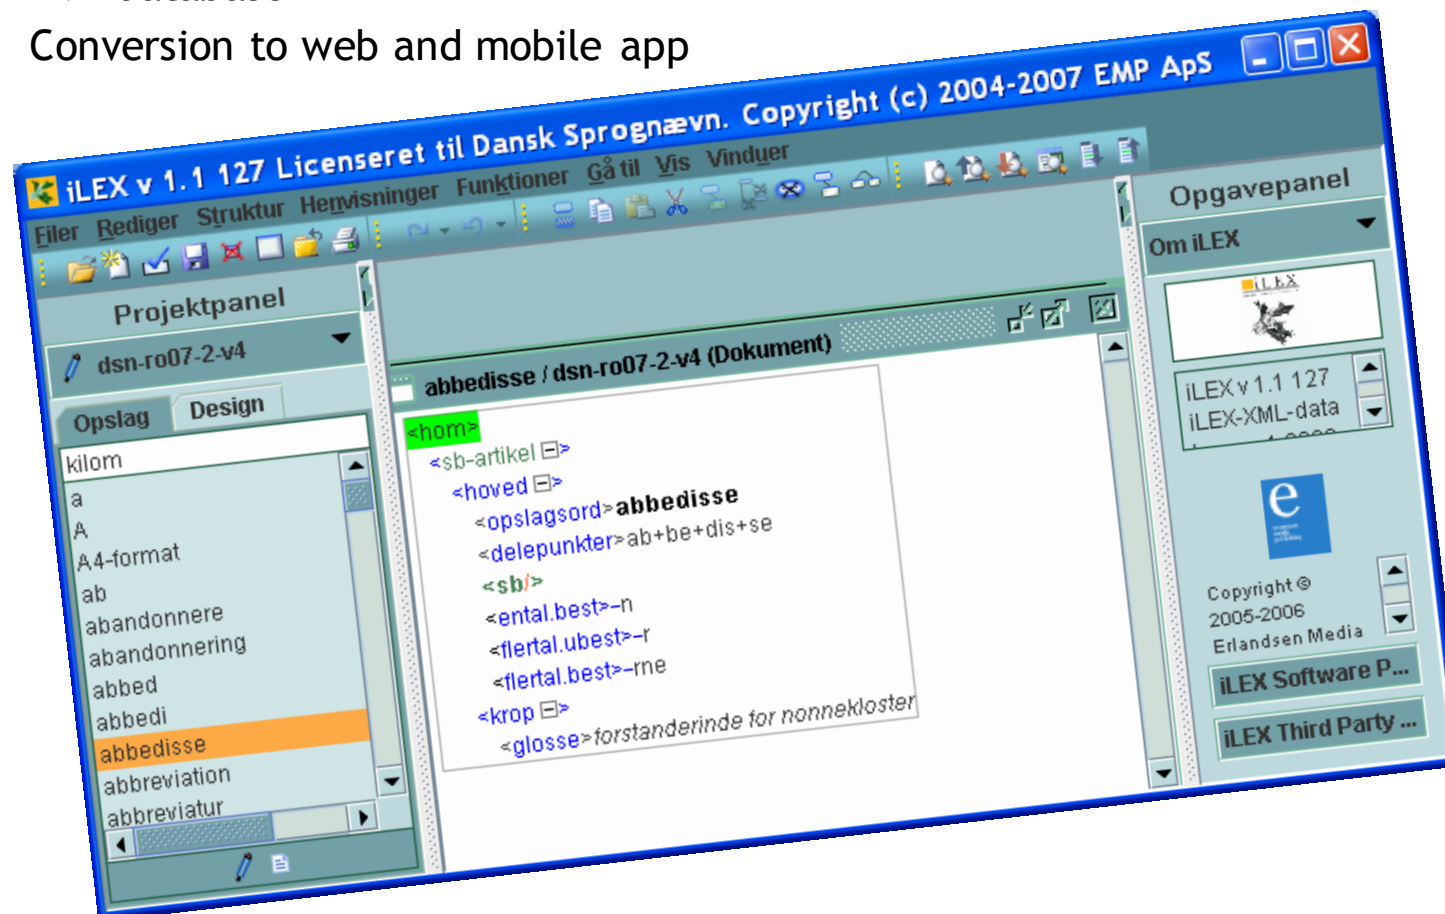 Conversion to web and mobile app
iLEX v 1.1 127 Licenseret til Dansk Sprognævn. Copyright (c) 2004-2007 EMP ApS
Filer Rediger Struktur Henvisninger Funktioner Gå til Vis Vinduer
Projektpanel
dsn-ro07-2-v4
Opslag Design
kilom
a
A
A4-format
ab
abandonnere
abandonnering
abbed
abbedi
abbedisse
abbreviation
abbreviatur
abbedisse / dsn-ro07-2-v4 (Dokument)
<hom>
<sb-artikel >
<hoved >
<opslagsord>abbedisse
<delepunkter>ab+be+dis+se
<sb/>
<ental.best>–n
<flertal.ubest>–r
<flertal.best>–rne
<krop >
<glosse>forstanderinde for nonnekloster
Opgavepanel
Om iLEX
iLEX
iLEX v 1.1 127
iLEX-XML-data
e
Copyright ©
2005-2006
Erlandsen Media
iLEX Software P...
iLEX Third Party ...